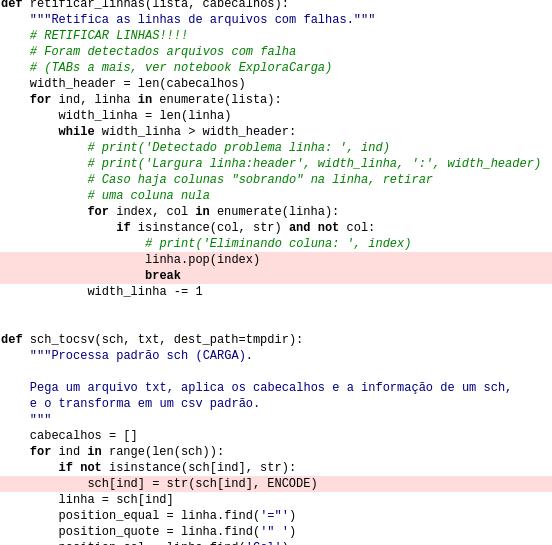 def retificar_linhas(lista, cabecalhos):
    """Retifica as linhas de arquivos com falhas."""
    # RETIFICAR LINHAS!!!!
    # Foram detectados arquivos com falha
    # (TABs a mais, ver notebook ExploraCarga)
    width_header = len(cabecalhos)
    for ind, linha in enumerate(lista):
        width_linha = len(linha)
        while width_linha > width_header:
            # print('Detectado problema linha: ', ind)
            # print('Largura linha:header', width_linha, ':', width_header)
            # Caso haja colunas "sobrando" na linha, retirar
            # uma coluna nula
            for index, col in enumerate(linha):
                if isinstance(col, str) and not col:
                    # print('Eliminando coluna: ', index)
                    linha.pop(index)
                    break
            width_linha -= 1
def sch_tocsv(sch, txt, dest_path=tmpdir):
    """Processa padrão sch (CARGA).
    Pega um arquivo txt, aplica os cabecalhos e a informação de um sch,
    e o transforma em um csv padrão.
    """
    cabecalhos = []
    for ind in range(len(sch)):
        if not isinstance(sch[ind], str):
            sch[ind] = str(sch[ind], ENCODE)
        linha = sch[ind]
        position_equal = linha.find('="')
        position_quote = linha.find('" ')
        position_col = linha.find('Col')